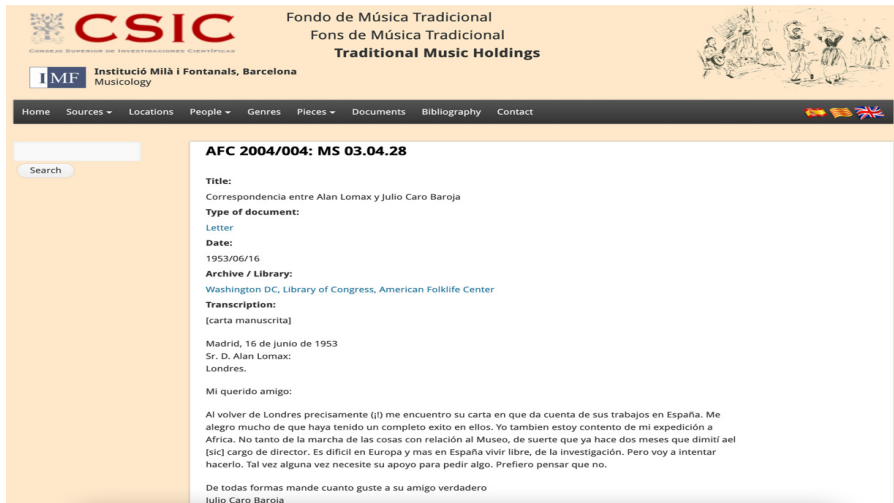 CSIC
CONSEJO SUPERIOR DE INVESTIGACIONES CIENTÍFICAS
IMF
Institució Milà i Fontanals, Barcelona
Musicology
Fondo de Música Tradicional
Fons de Música Tradicional
Traditional Music Holdings
Home Sources Locations People Genres Pieces Documents Bibliography Contact
Search
AFC 2004/004: MS 03.04.28
Title:
Correspondencia entre Alan Lomax y Julio Caro Baroja
Type of document:
Letter
Date:
1953/06/16
Archive / Library:
Washington DC, Library of Congress, American Folklife Center
Transcription:
[carta manuscrita]
Madrid, 16 de junio de 1953
Sr. D. Alan Lomax:
Londres.
Mi querido amigo:
Al volver de Londres precisamente (¡!) me encuentro su carta en que da cuenta de sus trabajos en España. Me
alegro mucho de que haya tenido un completo exito en ellos. Yo tambien estoy contento de mi expedición a
Africa. No tanto de la marcha de las cosas con relación al Museo, de suerte que ya hace dos meses que dimití ael
[sic] cargo de director. Es dificil en Europa y mas en España vivir libre, de la investigación. Pero voy a intentar
hacerlo. Tal vez alguna vez necesite su apoyo para pedir algo. Prefiero pensar que no.
De todas formas mande cuanto guste a su amigo verdadero
Julio Caro Baroja